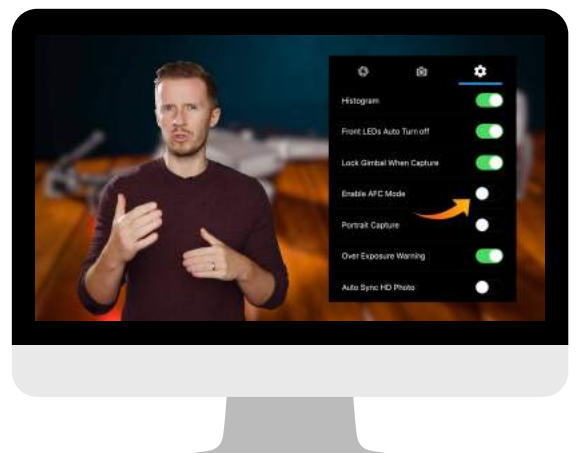 Histogram
Front LEDs Auto Turn off
Lock Gimbal When Capture
Enable AFC Mode
Portrait Capture
Over Exposure Warning
Auto Sync HD Photo